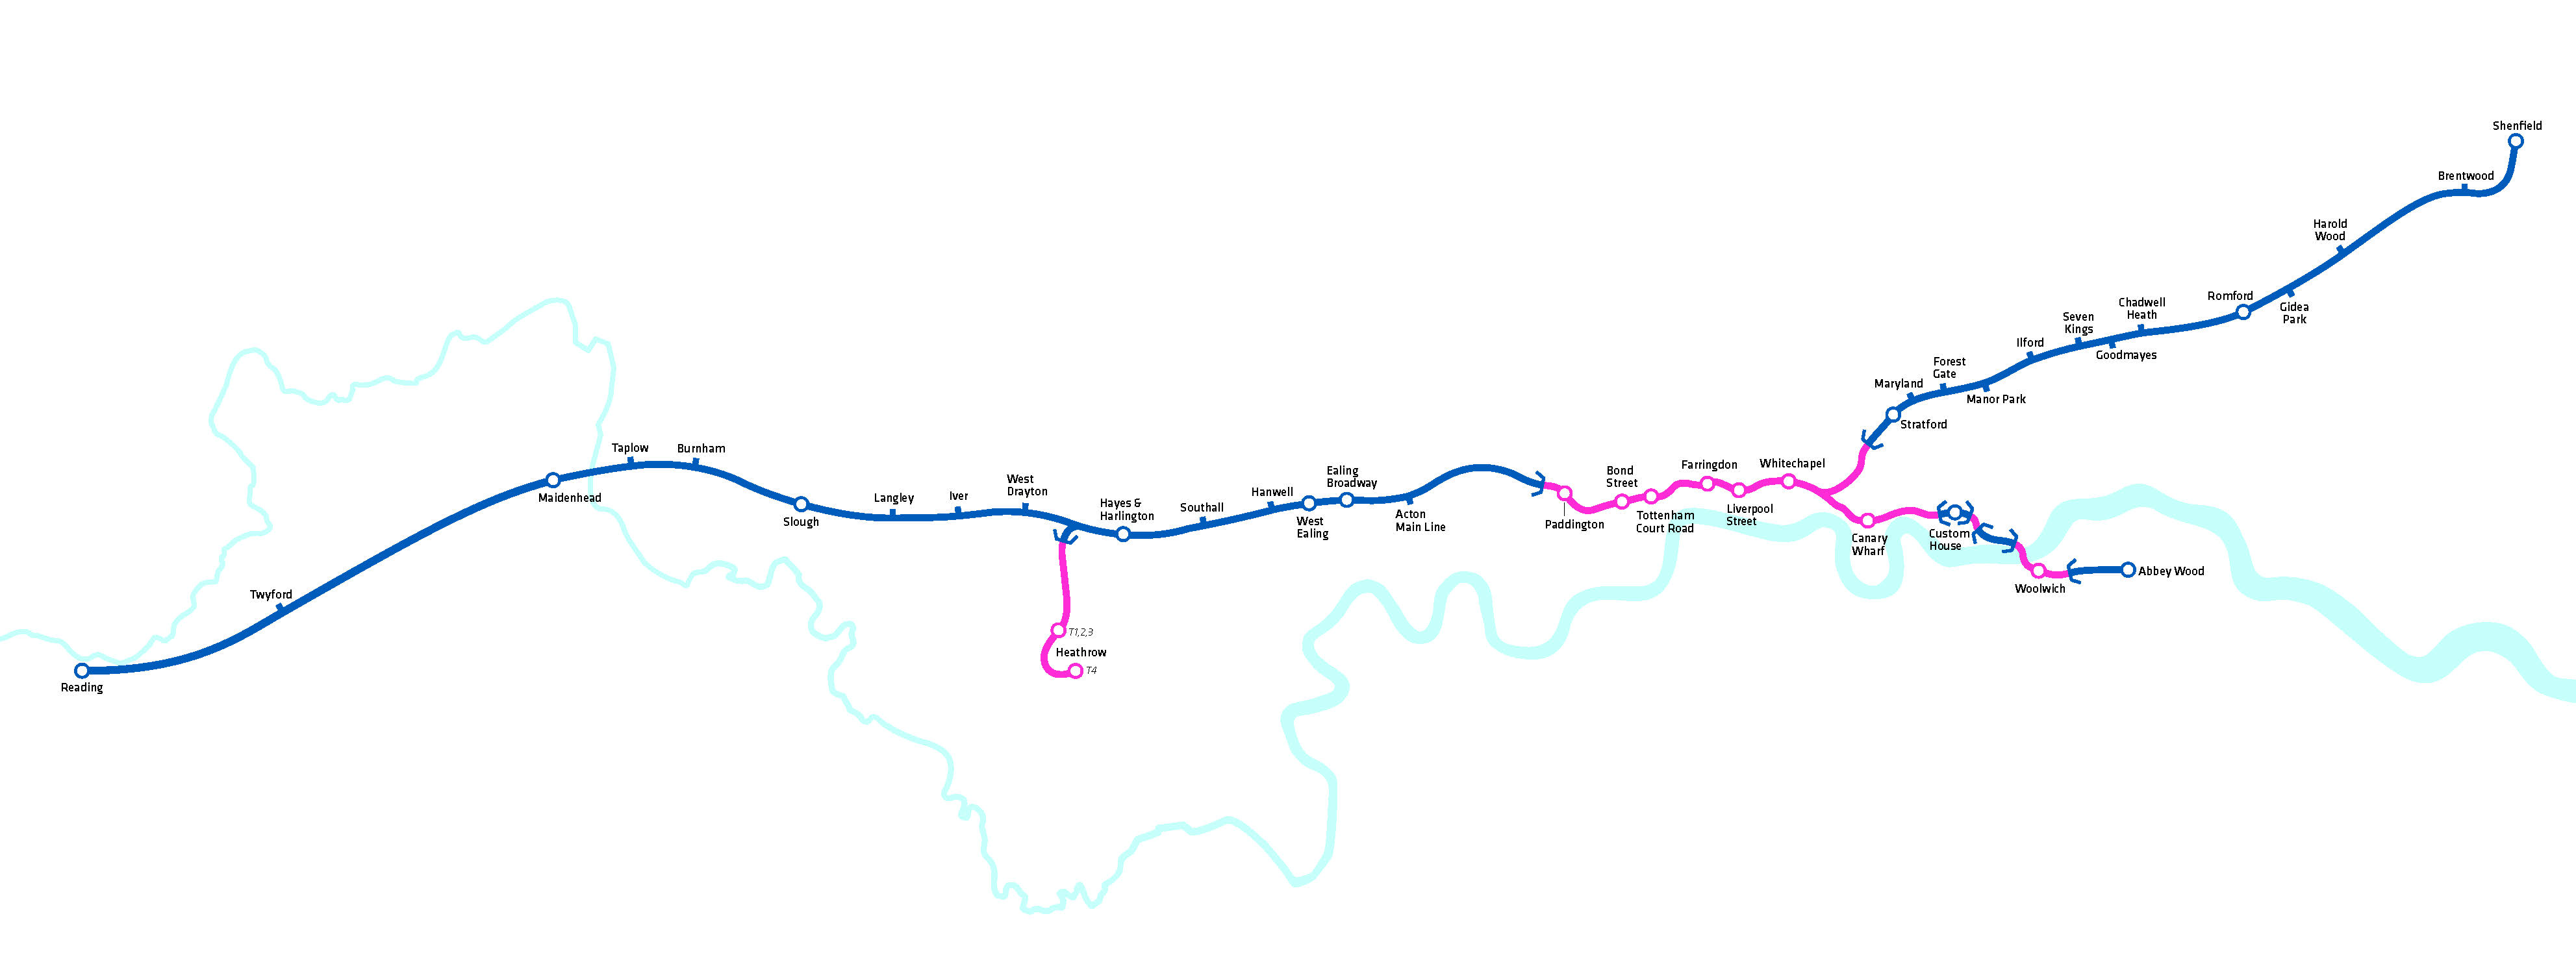 Shenfield
Brentwood
Harold
Wood
Gidea
Park
Romford
Chadwell
Heath
Goodmayes
Seven
Kings
Ilford
Manor Park
Forest
Gate
Maryland
Stratford
Whitechapel
Liverpool
Street
Farringdon
Tottenham
Court Road
Bond
Street
Paddington
Canary
Wharf
Custom
House
Woolwich
Abbey Wood
Acton
Main Line
Ealing
Broadway
West
Ealing
Hanwell
Southall
Hayes &
Harlington
T1,2,3
Heathrow
T4
West
Drayton
Iver
Langley
Slough
Burnham
Taplow
Maidenhead
Twyford
Reading